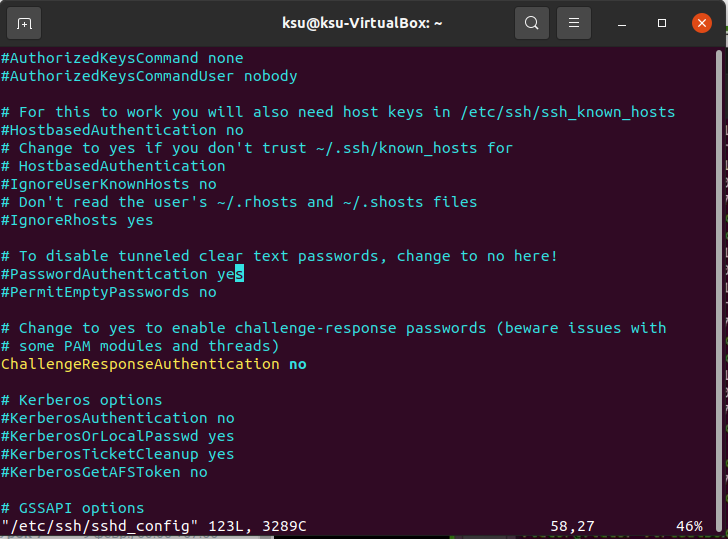 ksu@ksu-VirtualBox: ~
#AuthorizedKeysCommand none
#AuthorizedKeysCommandUser nobody
# For this to work you will also need host keys in /etc/ssh/ssh_known_hosts
#HostbasedAuthentication no
# Change to yes if you don't trust ~/.ssh/known_hosts for
# HostbasedAuthentication
#IgnoreUserKnownHosts no
# Don't read the user's ~/.rhosts and ~/.shosts files
#IgnoreRhosts yes
# To disable tunneled clear text passwords, change to no here!
#PasswordAuthentication yes
#PermitEmptyPasswords no
# Change to yes to enable challenge-response passwords (beware issues with
# some PAM modules and threads)
ChallengeResponseAuthentication no
# Kerberos options
#KerberosAuthentication no
#KerberosOrLocalPasswd yes
#KerberosTicketCleanup yes
#KerberosGetAFSToken no
# GSSAPI options
"/etc/ssh/sshd_config" 123L, 3289C 58,27 46%